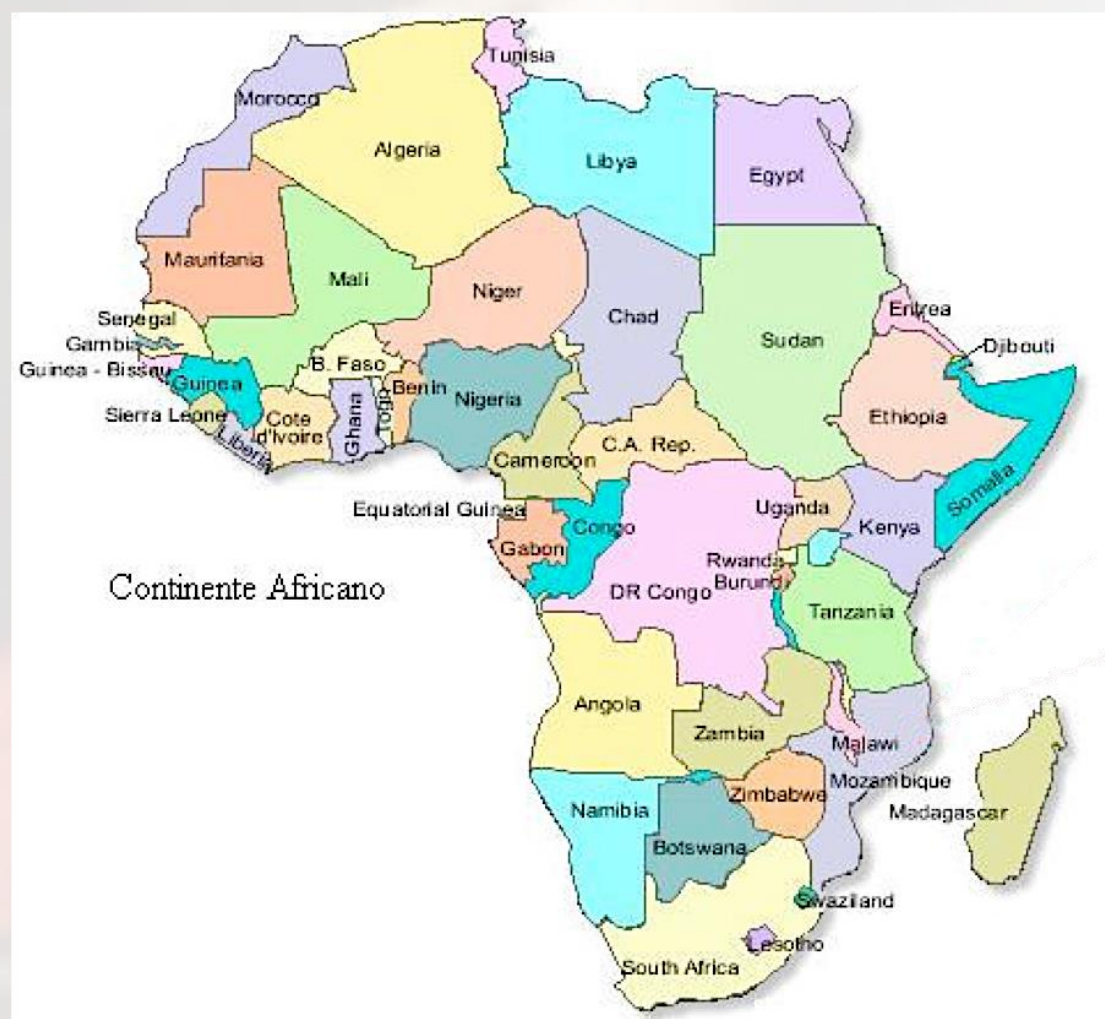 Tunisia
Morocco
Algeria
Libya
Egypt
Mauritania
Mali
Niger
Chad
Sudan
Eritrea
Senegal
Gambia
Djibouti
Guinea - Bissau
Guinea
B. Faso
Benin
Nigeria
Ethiopia
Sierra Leone
Liberia
Cote
d'Ivoire
Ghana
Togo
Cameroon
C.A. Rep.
Somalia
Equatorial Guinea
Congo
Uganda
Kenya
Gabon
Rwanda
Burundi
DR Congo
Tanzania
Continente Africano
Angola
Zambia
Malawi
Mozambique
Zimbabwe
Namibia
Madagascar
Botswana
Swaziland
Lesotho
South Africa